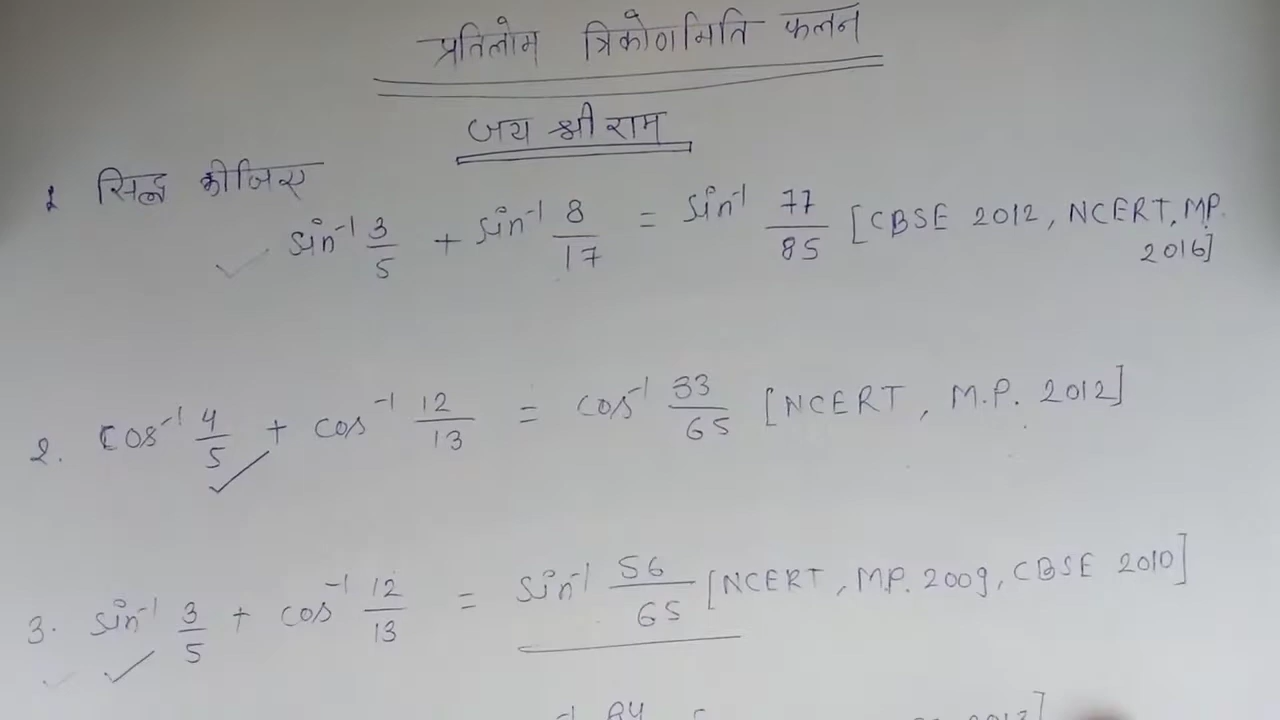 प्रतिलोम त्रिकोणमिति फलन
जय श्री राम
1 सिद्ध कीजिए
sin⁻¹ 3/5 + sin⁻¹ 8/17 = sin⁻¹ 77/85 [CBSE 2012, NCERT, M.P. 2016]
2. cos⁻¹ 4/5 + cos⁻¹ 12/13 = cos⁻¹ 33/65 [NCERT, M.P. 2012]
3. sin⁻¹ 3/5 + cos⁻¹ 12/13 = sin⁻¹ 56/65 [NCERT, M.P. 2009, CBSE 2010]